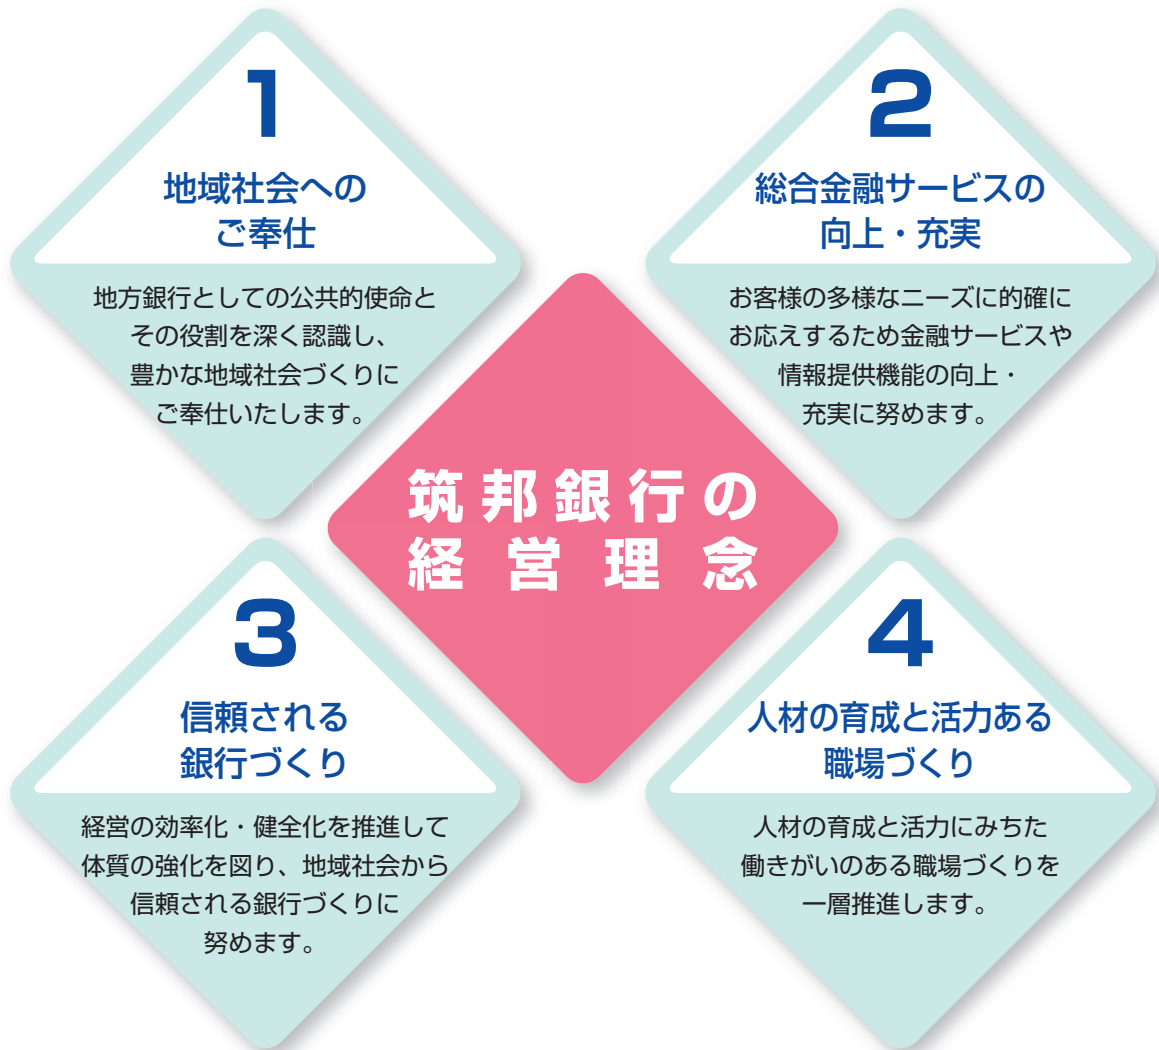 1
地域社会への
ご奉仕
地方銀行としての公共的使命と
その役割を深く認識し、
豊かな地域社会づくりに
ご奉仕いたします。
2
総合金融サービスの
向上・充実
お客様の多様なニーズに的確に
お応えするため金融サービスや
情報提供機能の向上・
充実に努めます。
筑邦銀行の
経営理念
3
信頼される
銀行づくり
経営の効率化・健全化を推進して
体質の強化を図り、地域社会から
信頼される銀行づくりに
努めます。
4
人材の育成と活力ある
職場づくり
人材の育成と活力にみちた
働きがいのある職場づくりを
一層推進します。